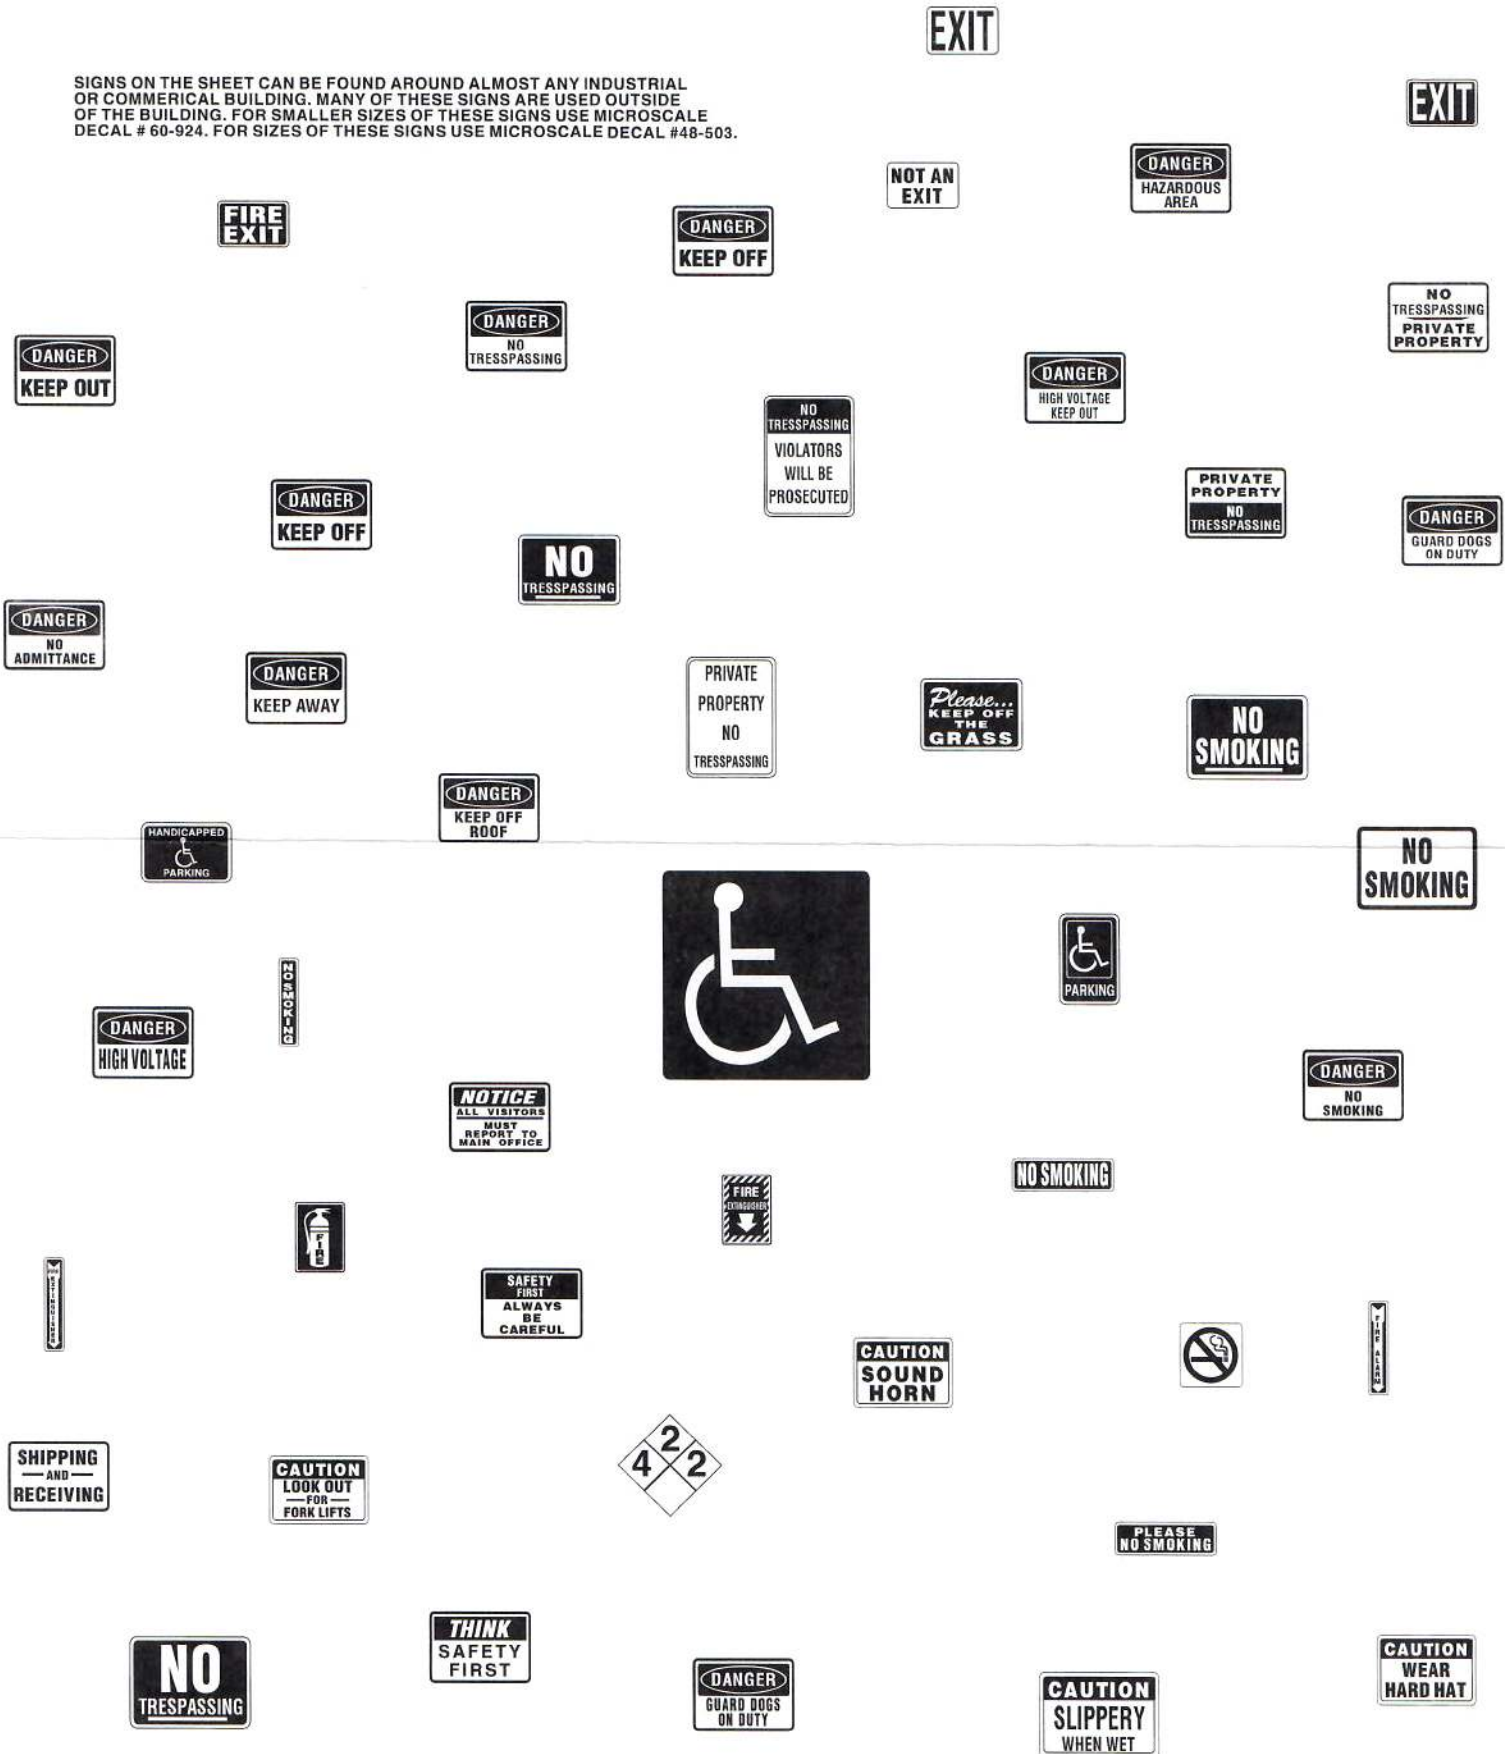 EXIT
SIGNS ON THE SHEET CAN BE FOUND AROUND ALMOST ANY INDUSTRIAL
OR COMMERICAL BUILDING. MANY OF THESE SIGNS ARE USED OUTSIDE
OF THE BUILDING. FOR SMALLER SIZES OF THESE SIGNS USE MICROSCALE
DECAL # 60-924. FOR SIZES OF THESE SIGNS USE MICROSCALE DECAL #48-503.
EXIT
DANGER
HAZARDOUS
AREA
NOT AN
EXIT
FIRE
EXIT
DANGER
KEEP OFF
NO
TRESSPASSING
PRIVATE
PROPERTY
DANGER
NO
TRESSPASSING
DANGER
KEEP OUT
DANGER
HIGH VOLTAGE
KEEP OUT
NO
TRESSPASSING
VIOLATORS
WILL BE
PROSECUTED
PRIVATE
PROPERTY
NO
TRESSPASSING
DANGER
KEEP OFF
DANGER
GUARD DOGS
ON DUTY
NO
TRESSPASSING
DANGER
NO
ADMITTANCE
DANGER
KEEP AWAY
PRIVATE
PROPERTY
NO
TRESSPASSING
Please...
KEEP OFF
THE
GRASS
NO
SMOKING
DANGER
KEEP OFF
ROOF
HANDICAPPED
PARKING
NO
SMOKING
PARKING
NO SMOKING
DANGER
HIGH VOLTAGE
DANGER
NO
SMOKING
NOTICE
ALL VISITORS
MUST
REPORT TO
MAIN OFFICE
NO SMOKING
FIRE
EXTINGUISHER
FIRE
FIRE EXTINGUISHER
SAFETY
FIRST
ALWAYS
BE
CAREFUL
FIRE ALARM
CAUTION
SOUND
HORN
2
4 2
SHIPPING
AND
RECEIVING
CAUTION
LOOK OUT
FOR
FORK LIFTS
PLEASE
NO SMOKING
THINK
SAFETY
FIRST
NO
TRESPASSING
CAUTION
WEAR
HARD HAT
DANGER
GUARD DOGS
ON DUTY
CAUTION
SLIPPERY
WHEN WET